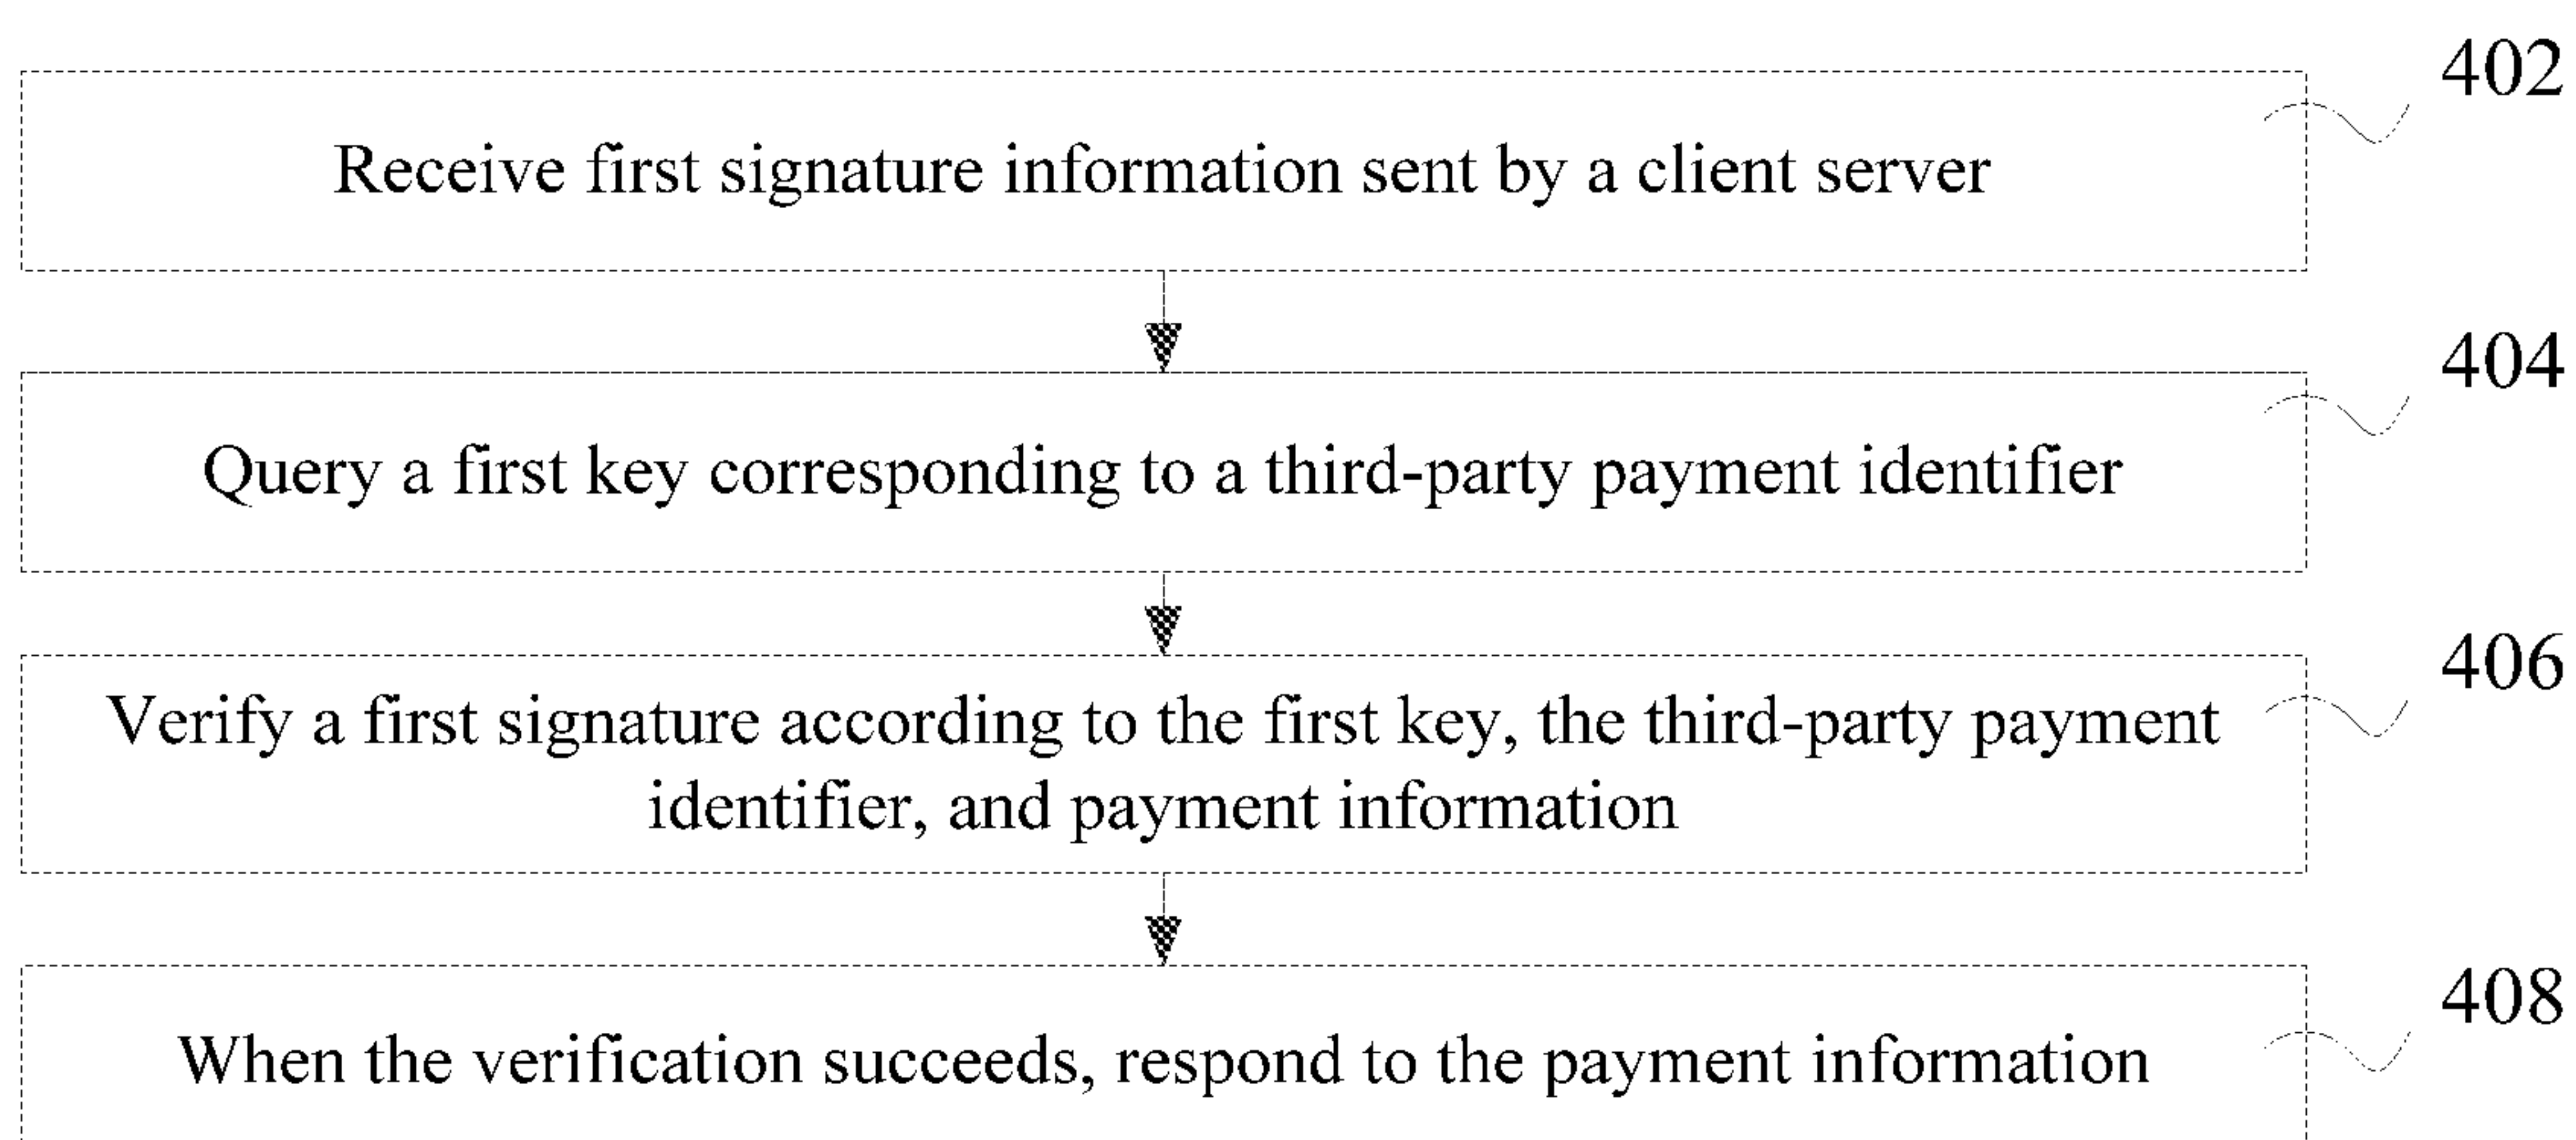 402
Receive first signature information sent by a client server
404
Query a first key corresponding to a third-party payment identifier
406
Verify a first signature according to the first key, the third-party payment
identifier, and payment information
408
When the verification succeeds, respond to the payment information